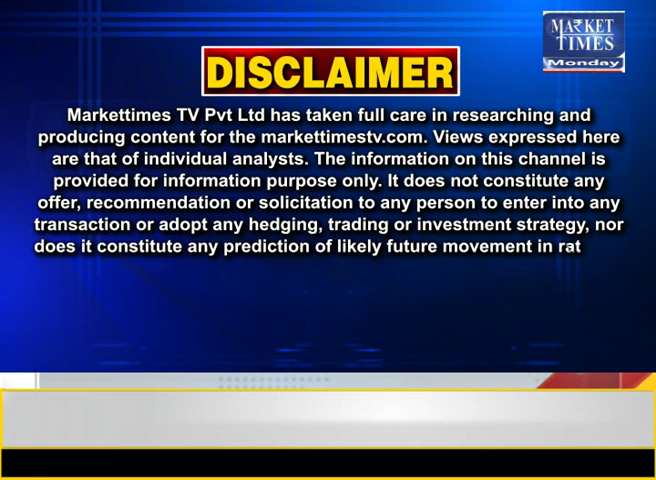 MARKET
TIMES
Monday
DISCLAIMER
Markettimes TV Pvt Ltd has taken full care in researching and
producing content for the markettimestv.com. Views expressed here
are that of individual analysts. The information on this channel is
provided for information purpose only. It does not constitute any
offer, recommendation or solicitation to any person to enter into any
transaction or adopt any hedging, trading or investment strategy, nor
does it constitute any prediction of likely future movement in rat